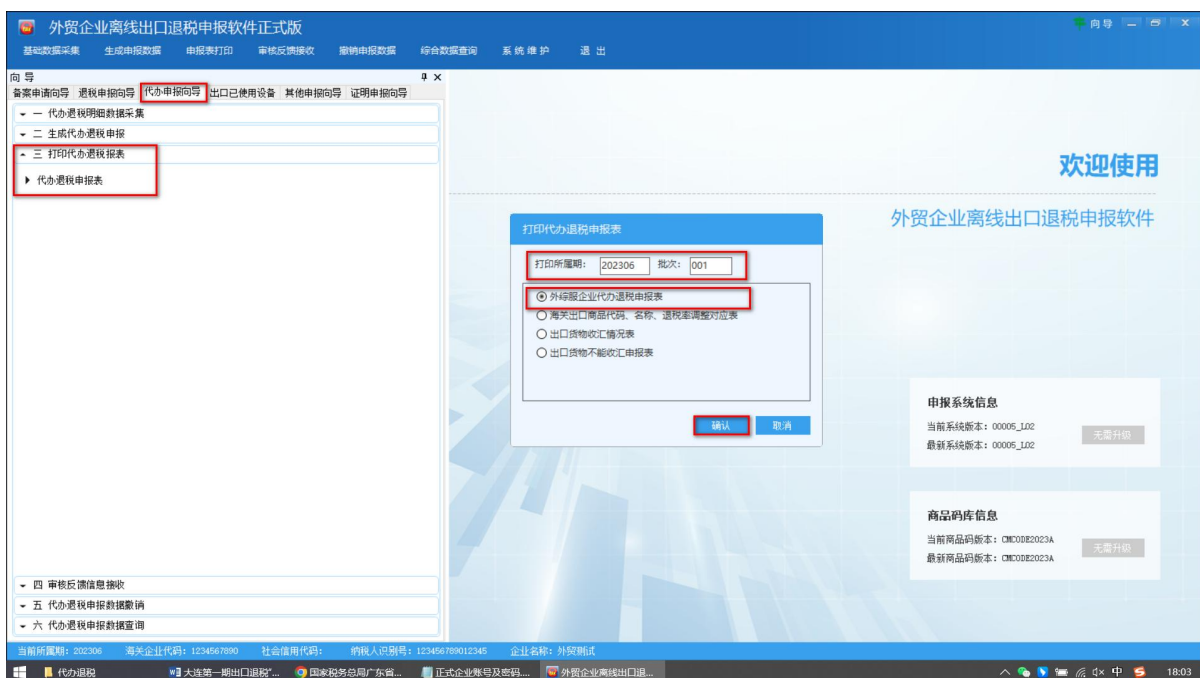 外贸企业离线出口退税申报软件正式版
向导
基础数据采集 生成申报数据 申报表打印 审核反馈接收 撤销申报数据 综合数据查询 系统维护 退出
向导
备案申请向导 退税申报向导 代办申报向导 出口已使用设备 其他申报向导 证明申报向导
一 代办退税明细数据采集
二 生成代办退税申报
三 打印代办退税报表
代办退税申报表
四 审核反馈信息接收
五 代办退税申报数据撤销
六 代办退税申报数据查询
欢迎使用
外贸企业离线出口退税申报软件
打印代办退税申报表
打印所属期： 202306 批次： 001
外综服企业代办退税申报表
海关出口商品代码、名称、退税率调整对应表
出口货物收汇情况表
出口货物不能收汇申报表
确认 取消
申报系统信息
当前系统版本：00005_L02
最新系统版本：00005_L02
无需升级
商品码库信息
当前商品码版本：CMCODE2023A
最新商品码版本：CMCODE2023A
无需升级
当前所属期：202306 海关企业代码：1234567890 社会信用代码： 纳税人识别号：123456789012345 企业名称：外贸测试
代办退税 大连第一期出口退税"... 国家税务总局广东省... 正式企业账号及密码.... 外贸企业离线出口退... 中 18:03